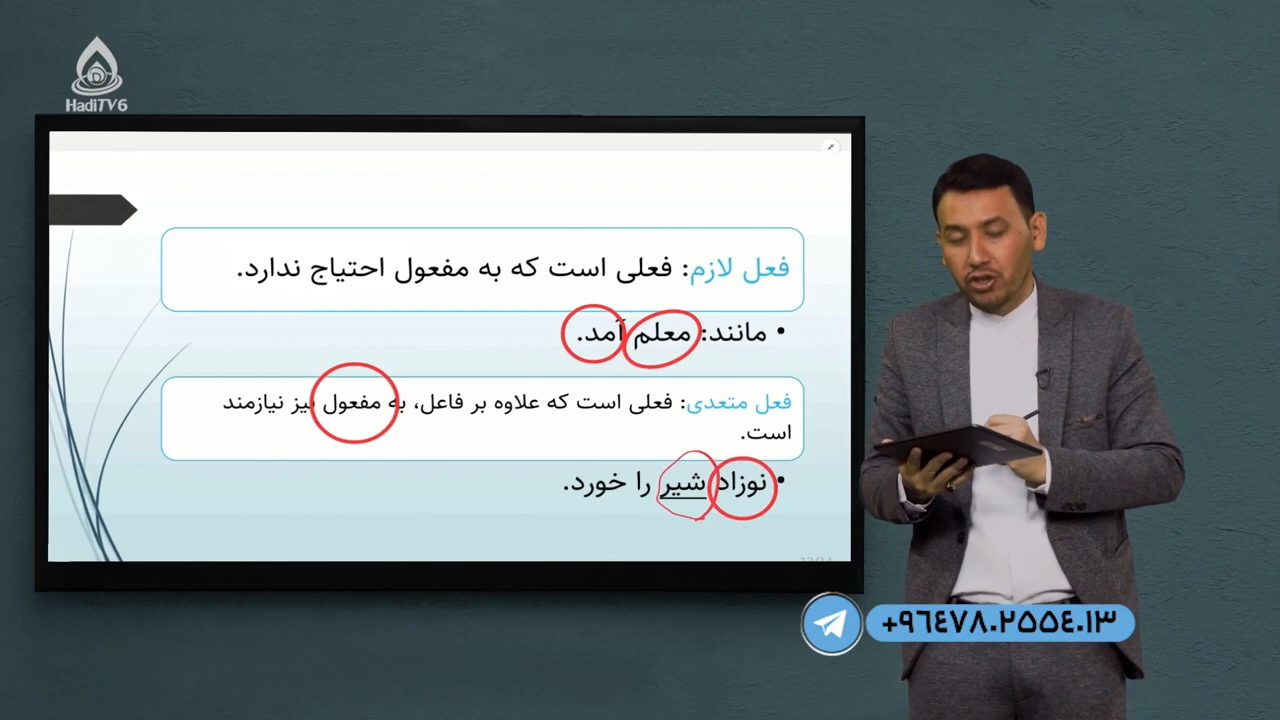 HadiTV6
فعل لازم: فعلی است که به مفعول احتیاج ندارد.
• مانند: معلم آمد.
فعل متعدی: فعلی است که علاوه بر فاعل، به مفعول نیز نیازمند
است.
• نوزاد شیر را خورد.
+٩٦٤٧٨٠٢٥٥٤٠١٣